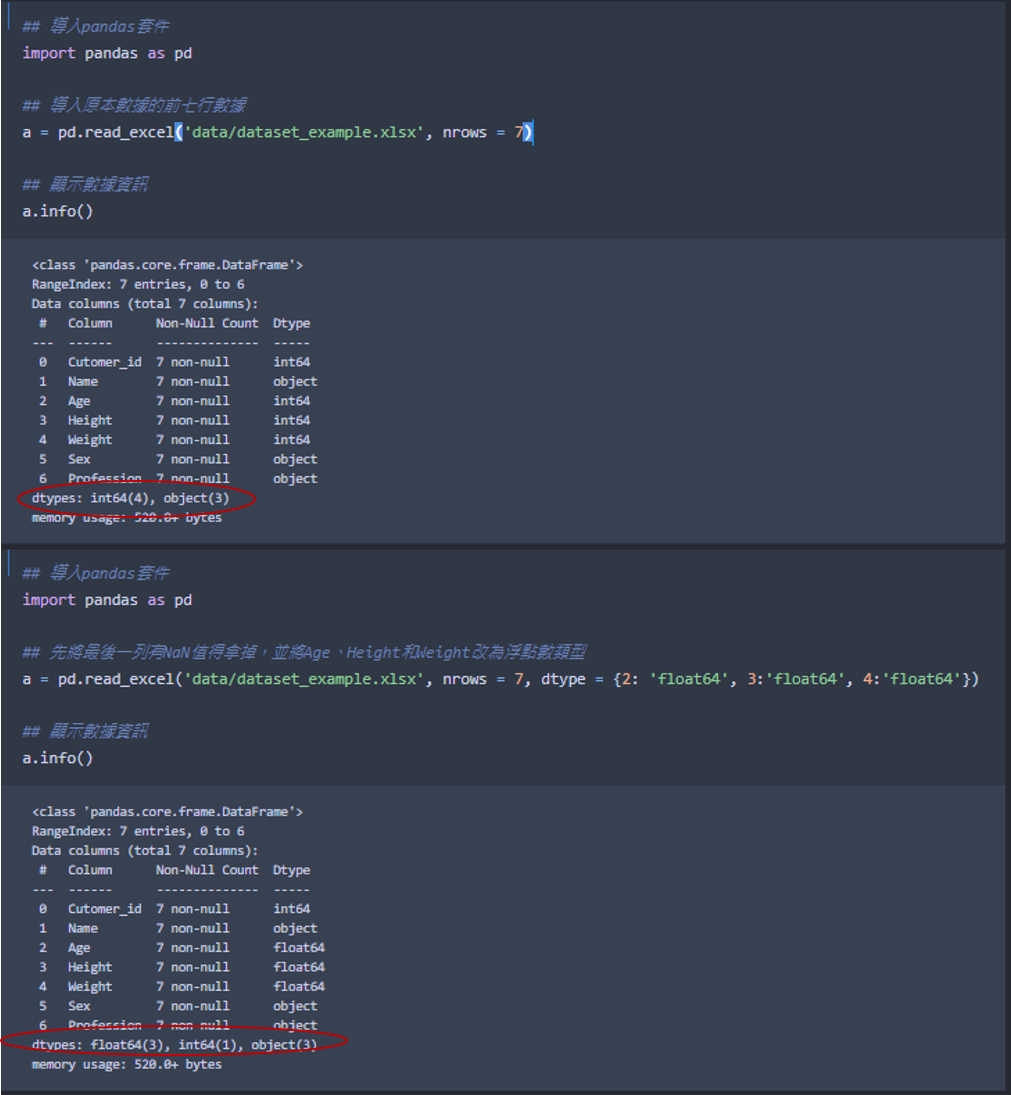 ## 導入pandas套件
import pandas as pd
## 導入原本數據的前七行數據
a = pd.read_excel('data/dataset_example.xlsx', nrows = 7)
## 顯示數據資訊
a.info()
<class 'pandas.core.frame.DataFrame'>
RangeIndex: 7 entries, 0 to 6
Data columns (total 7 columns):
 #   Column      Non-Null Count  Dtype
---  ------      --------------  -----
 0   Cutomer_id  7 non-null      int64
 1   Name        7 non-null      object
 2   Age         7 non-null      int64
 3   Height      7 non-null      int64
 4   Weight      7 non-null      int64
 5   Sex         7 non-null      object
 6   Profession  7 non-null      object
dtypes: int64(4), object(3)
memory usage: 520.0+ bytes
## 導入pandas套件
import pandas as pd
## 先將最後一列有NaN值得拿掉，並將Age、Height和Weight改為浮點數類型
a = pd.read_excel('data/dataset_example.xlsx', nrows = 7, dtype = {2: 'float64', 3:'float64', 4:'float64'})
## 顯示數據資訊
a.info()
<class 'pandas.core.frame.DataFrame'>
RangeIndex: 7 entries, 0 to 6
Data columns (total 7 columns):
 #   Column      Non-Null Count  Dtype
---  ------      --------------  -----
 0   Cutomer_id  7 non-null      int64
 1   Name        7 non-null      object
 2   Age         7 non-null      float64
 3   Height      7 non-null      float64
 4   Weight      7 non-null      float64
 5   Sex         7 non-null      object
 6   Profession  7 non-null      object
dtypes: float64(3), int64(1), object(3)
memory usage: 520.0+ bytes